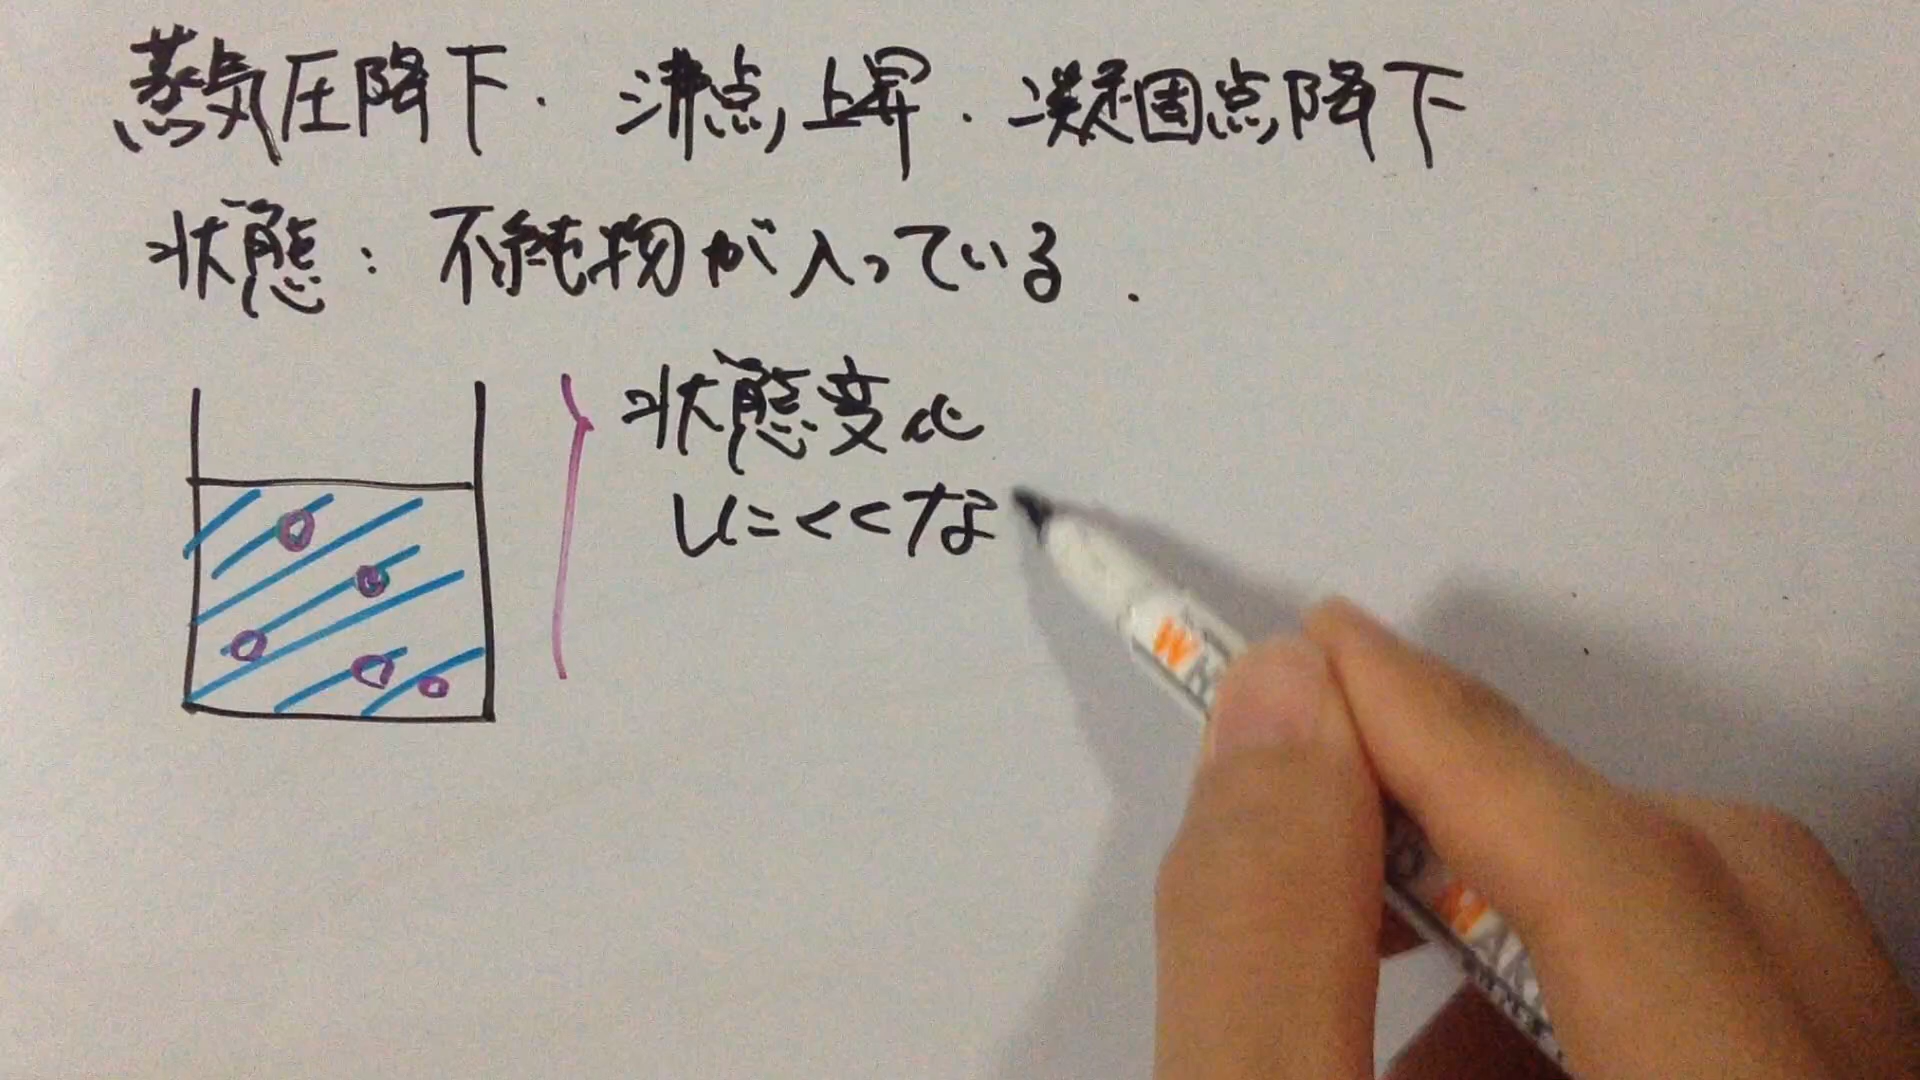 蒸気圧降下．沸点上昇．凝固点降下
状態：不純物が入っている．
状態変化
しにくくな